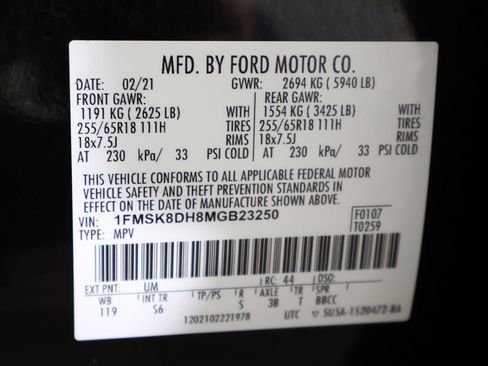 MFD. BY FORD MOTOR CO.
DATE: 02/21 GVWR: 2694 KG ( 5940 LB)
FRONT GAWR: REAR GAWR:
1191 KG ( 2625 LB) WITH 1554 KG ( 3425 LB) WITH
255/65R18 111H TIRES 255/65R18 111H TIRES
18x7.5J RIMS 18x7.5J RIMS
AT 230 kPa/ 33 PSI COLD AT 230 kPa/ 33 PSI COLD
THIS VEHICLE CONFORMS TO ALL APPLICABLE FEDERAL MOTOR
VEHICLE SAFETY AND THEFT PREVENTION STANDARDS IN
EFFECT ON THE DATE OF MANUFACTURE SHOWN ABOVE.
VIN: 1FMSK8DH8MGB23250 F0107
TYPE: MPV T0259
EXT PNT: UM RC: 44 DSO:
WB INT TR TP/PS R AXLE TR SPR
119 S6 S 3B T BBCC
1202102221978 UTC ▽ 5U5A-1520472-BA